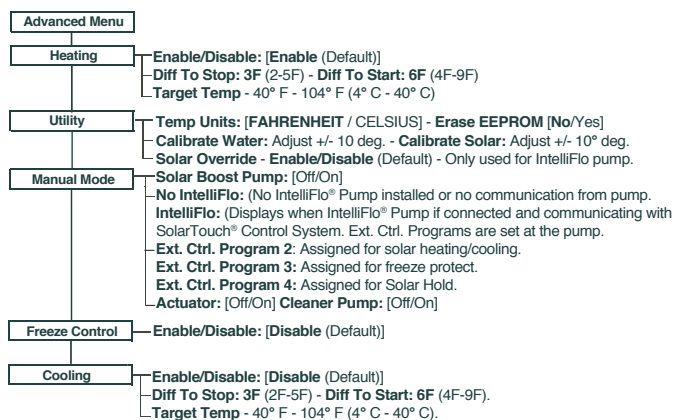 Advanced Menu
Heating
Enable/Disable: [Enable (Default)]
Diff To Stop: 3F (2-5F) - Diff To Start: 6F (4F-9F)
Target Temp - 40° F - 104° F (4° C - 40° C)
Utility
Temp Units: [FAHRENHEIT / CELSIUS] - Erase EEPROM [No/Yes]
Calibrate Water: Adjust +/- 10 deg. - Calibrate Solar: Adjust +/- 10° deg.
Solar Override - Enable/Disable (Default) - Only used for IntelliFlo pump.
Manual Mode
Solar Boost Pump: [Off/On]
No IntelliFlo: (No IntelliFlo® Pump installed or no communication from pump.
IntelliFlo: (Displays when IntelliFlo® Pump if connected and communicating with
SolarTouch® Control System. Ext. Ctrl. Programs are set at the pump.
Ext. Ctrl. Program 2: Assigned for solar heating/cooling.
Ext. Ctrl. Program 3: Assigned for freeze protect.
Ext. Ctrl. Program 4: Assigned for Solar Hold.
Actuator: [Off/On] Cleaner Pump: [Off/On]
Freeze Control
Enable/Disable: [Disable (Default)]
Cooling
Enable/Disable: [Disable (Default)]
Diff To Stop: 3F (2F-5F) - Diff To Start: 6F (4F-9F).
Target Temp - 40° F - 104° F (4° C - 40° C).